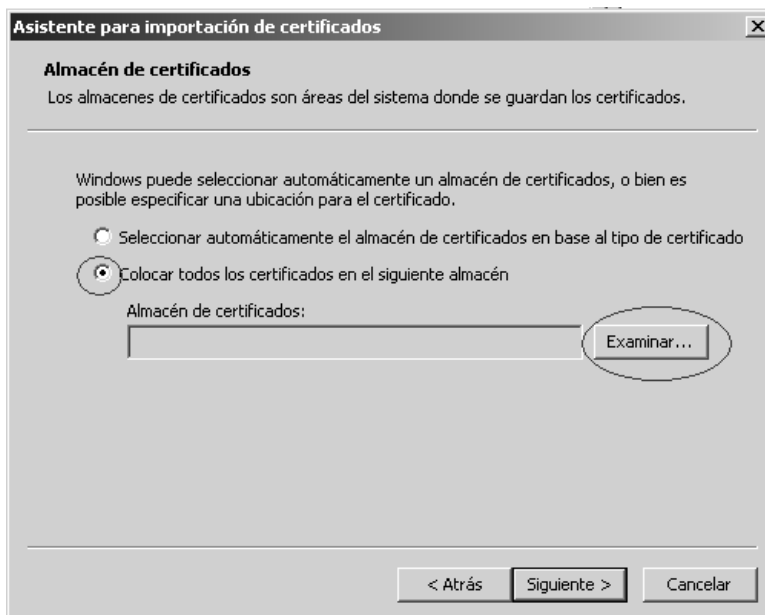 Asistente para importación de certificados
Almacén de certificados
Los almacenes de certificados son áreas del sistema donde se guardan los certificados.
Windows puede seleccionar automáticamente un almacén de certificados, o bien es
posible especificar una ubicación para el certificado.
Seleccionar automáticamente el almacén de certificados en base al tipo de certificado
Colocar todos los certificados en el siguiente almacén
Almacén de certificados:
Examinar...
< Atrás
Siguiente >
Cancelar